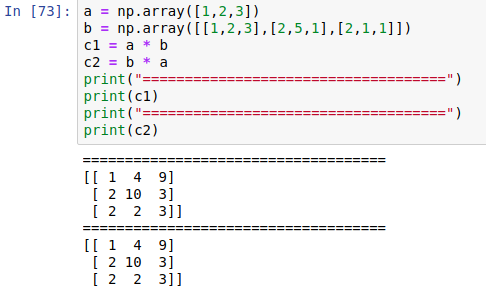 In [73]: a = np.array([1,2,3])
b = np.array([[1,2,3],[2,5,1],[2,1,1]])
c1 = a * b
c2 = b * a
print("====================================")
print(c1)
print("====================================")
print(c2)
====================================
[[ 1  4  9]
 [ 2 10  3]
 [ 2  2  3]]
====================================
[[ 1  4  9]
 [ 2 10  3]
 [ 2  2  3]]